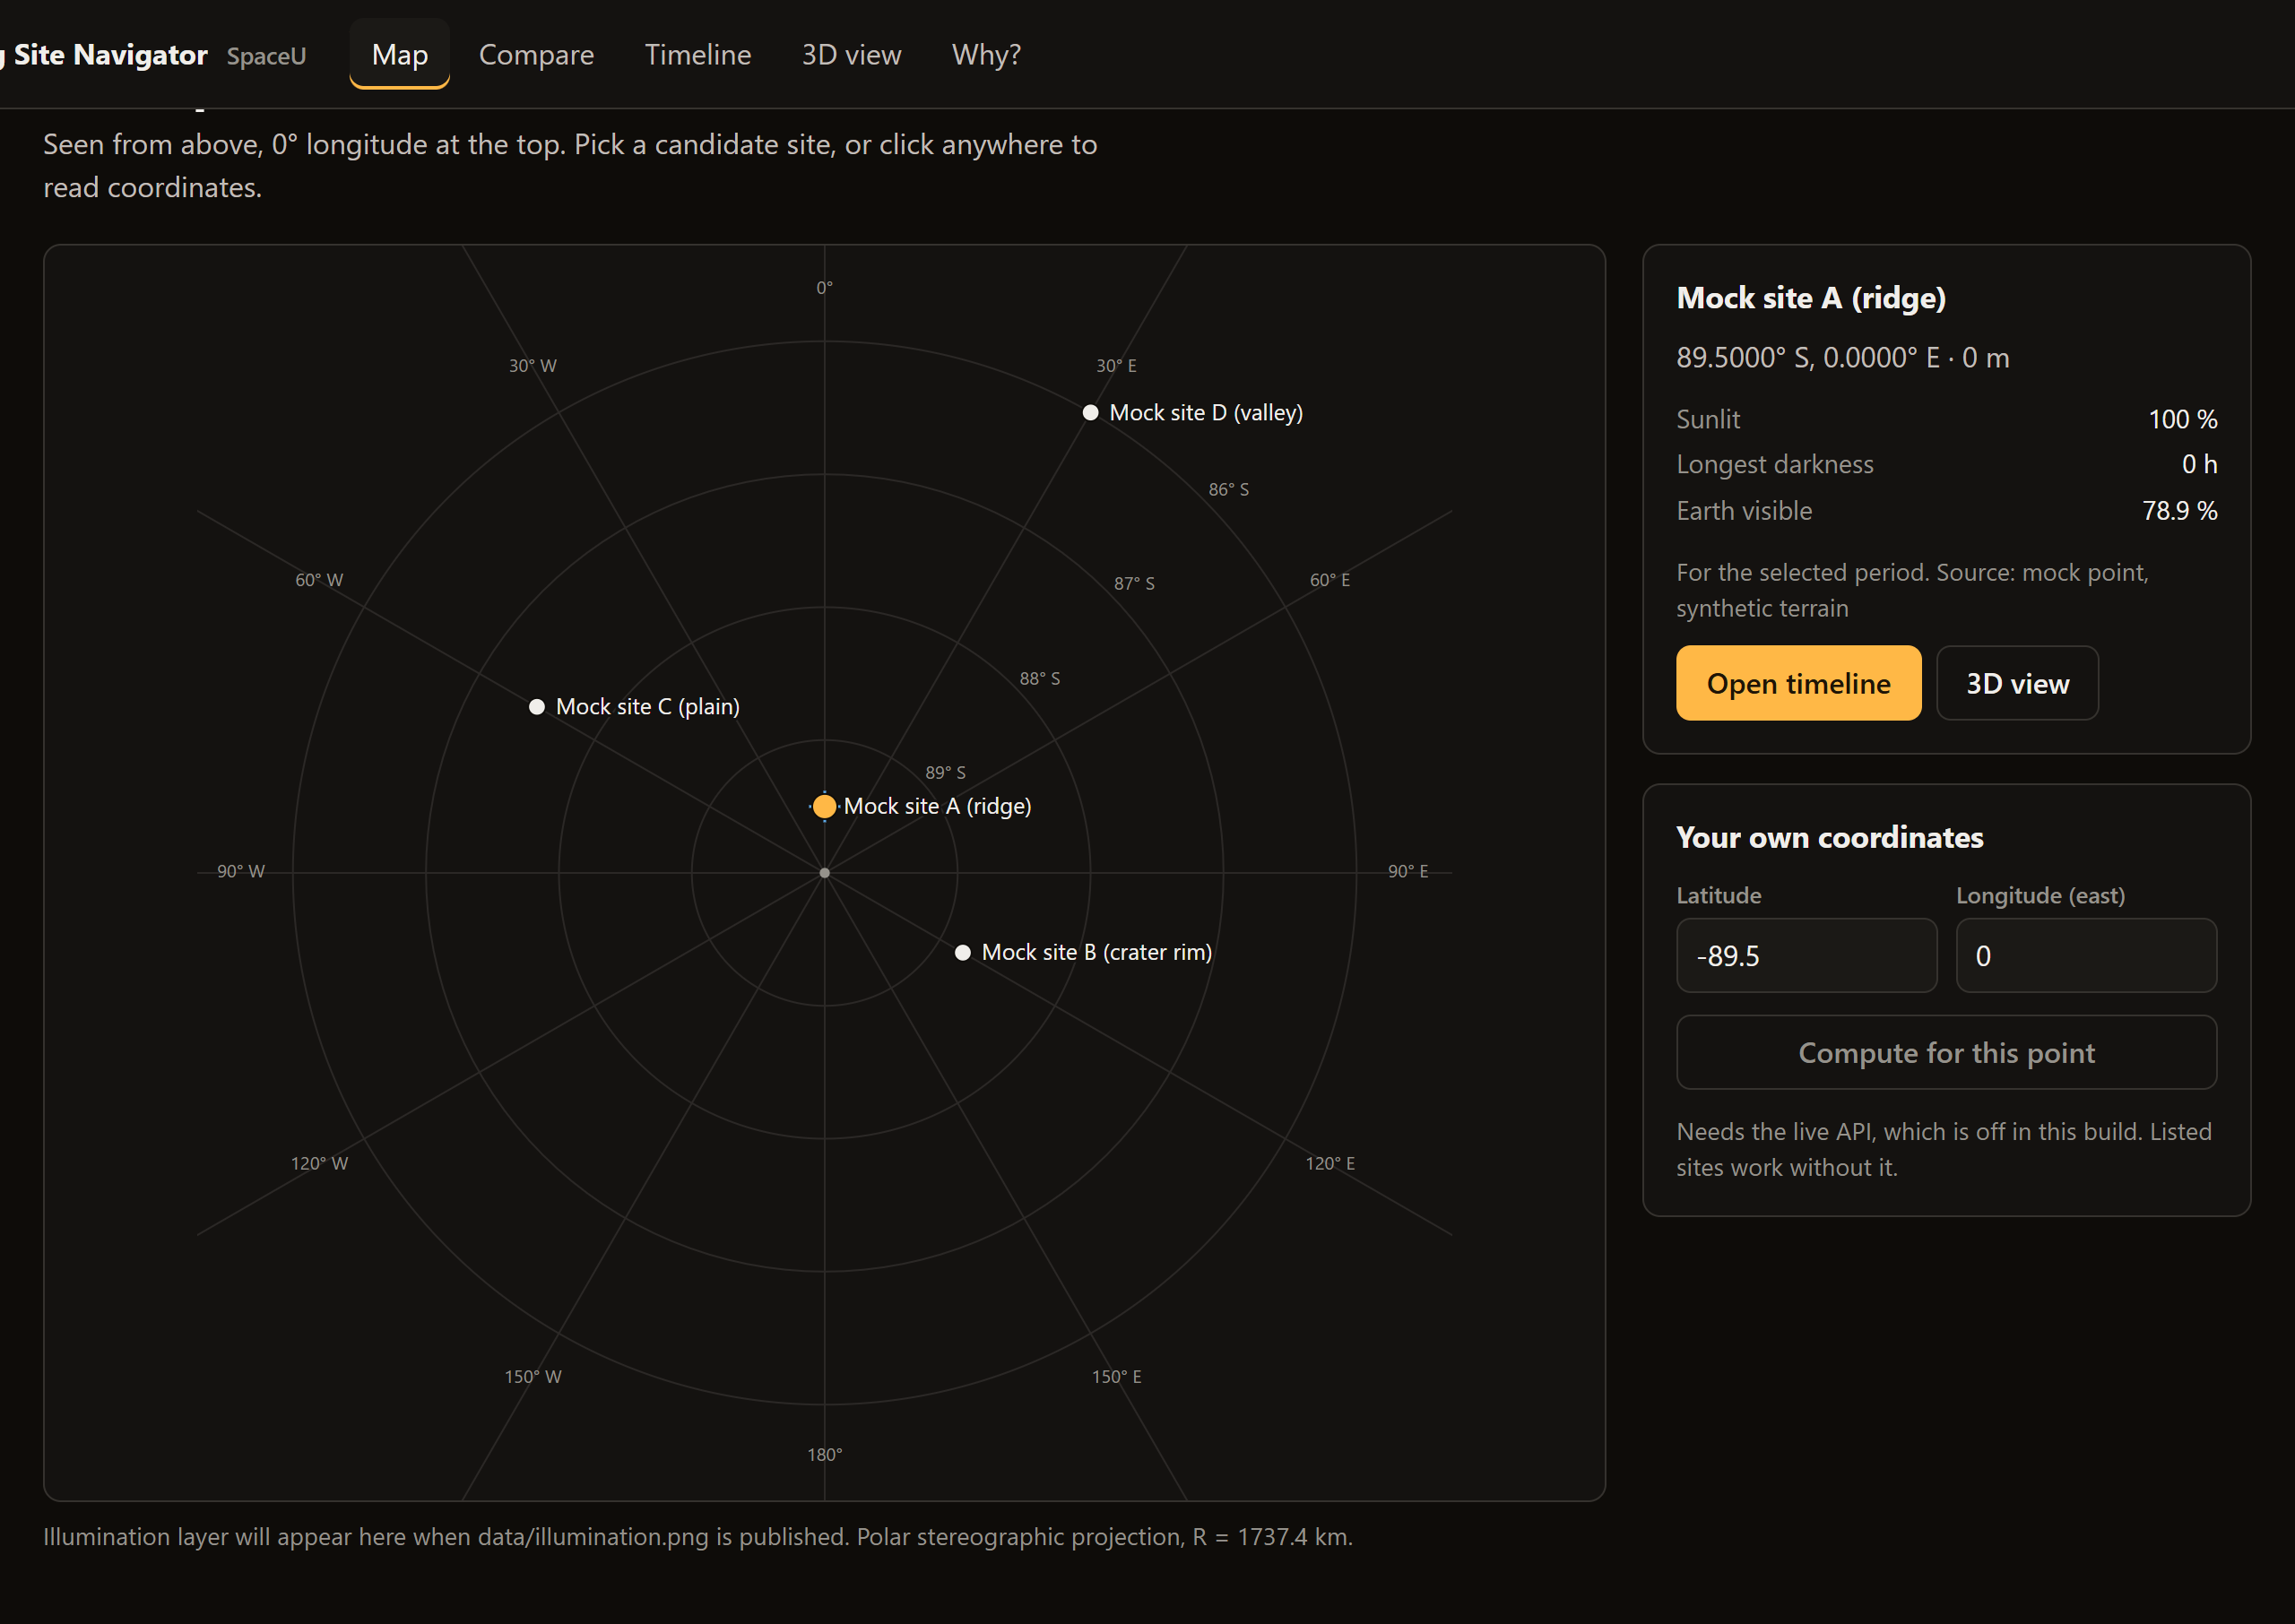 Site Navigator SpaceU Map Compare Timeline 3D view Why?
Seen from above, 0° longitude at the top. Pick a candidate site, or click anywhere to
read coordinates.
0°
30° W
30° E
Mock site D (valley)
86° S
60° W
87° S
60° E
88° S
Mock site C (plain)
89° S
Mock site A (ridge)
90° W
90° E
Mock site B (crater rim)
120° W
120° E
150° W
150° E
180°
Illumination layer will appear here when data/illumination.png is published. Polar stereographic projection, R = 1737.4 km.
Mock site A (ridge)
89.5000° S, 0.0000° E · 0 m
Sunlit 100 %
Longest darkness 0 h
Earth visible 78.9 %
For the selected period. Source: mock point,
synthetic terrain
Open timeline 3D view
Your own coordinates
Latitude Longitude (east)
-89.5 0
Compute for this point
Needs the live API, which is off in this build. Listed
sites work without it.